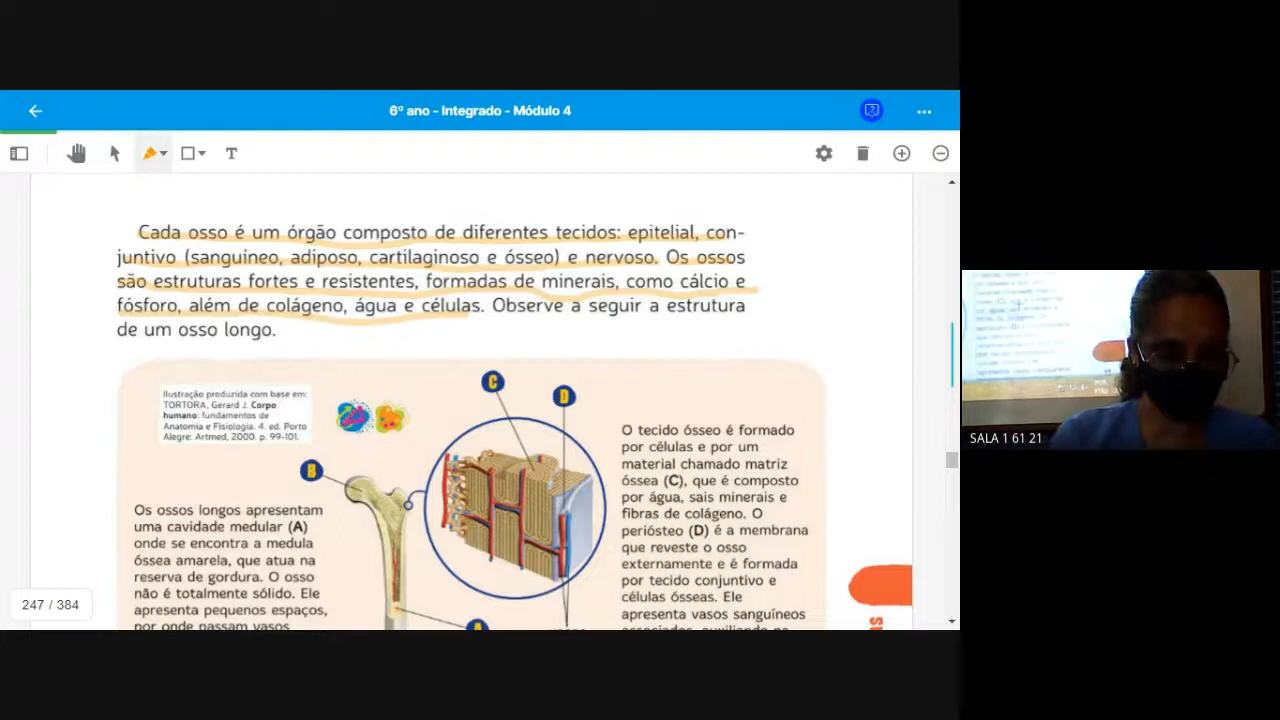 6º ano - Integrado - Módulo 4
T
Cada osso é um órgão composto de diferentes tecidos: epitelial, con-
juntivo (sanguíneo, adiposo, cartilaginoso e ósseo) e nervoso. Os ossos
são estruturas fortes e resistentes, formadas de minerais, como cálcio e
fósforo, além de colágeno, água e células. Observe a seguir a estrutura
de um osso longo.
Ilustração produzida com base em:
TORTORA, Gerard J. Corpo
humano: fundamentos de
Anatomia e Fisiologia. 4. ed. Porto
Alegre: Artmed, 2000. p. 99-101.
C
D
B
A
Os ossos longos apresentam
uma cavidade medular (A)
onde se encontra a medula
óssea amarela, que atua na
reserva de gordura. O osso
não é totalmente sólido. Ele
apresenta pequenos espaços,
por onde passam vasos
O tecido ósseo é formado
por células e por um
material chamado matriz
óssea (C), que é composto
por água, sais minerais e
fibras de colágeno. O
periósteo (D) é a membrana
que reveste o osso
externamente e é formada
por tecido conjuntivo e
células ósseas. Ele
apresenta vasos sanguíneos
247 / 384
SALA 1 61 21